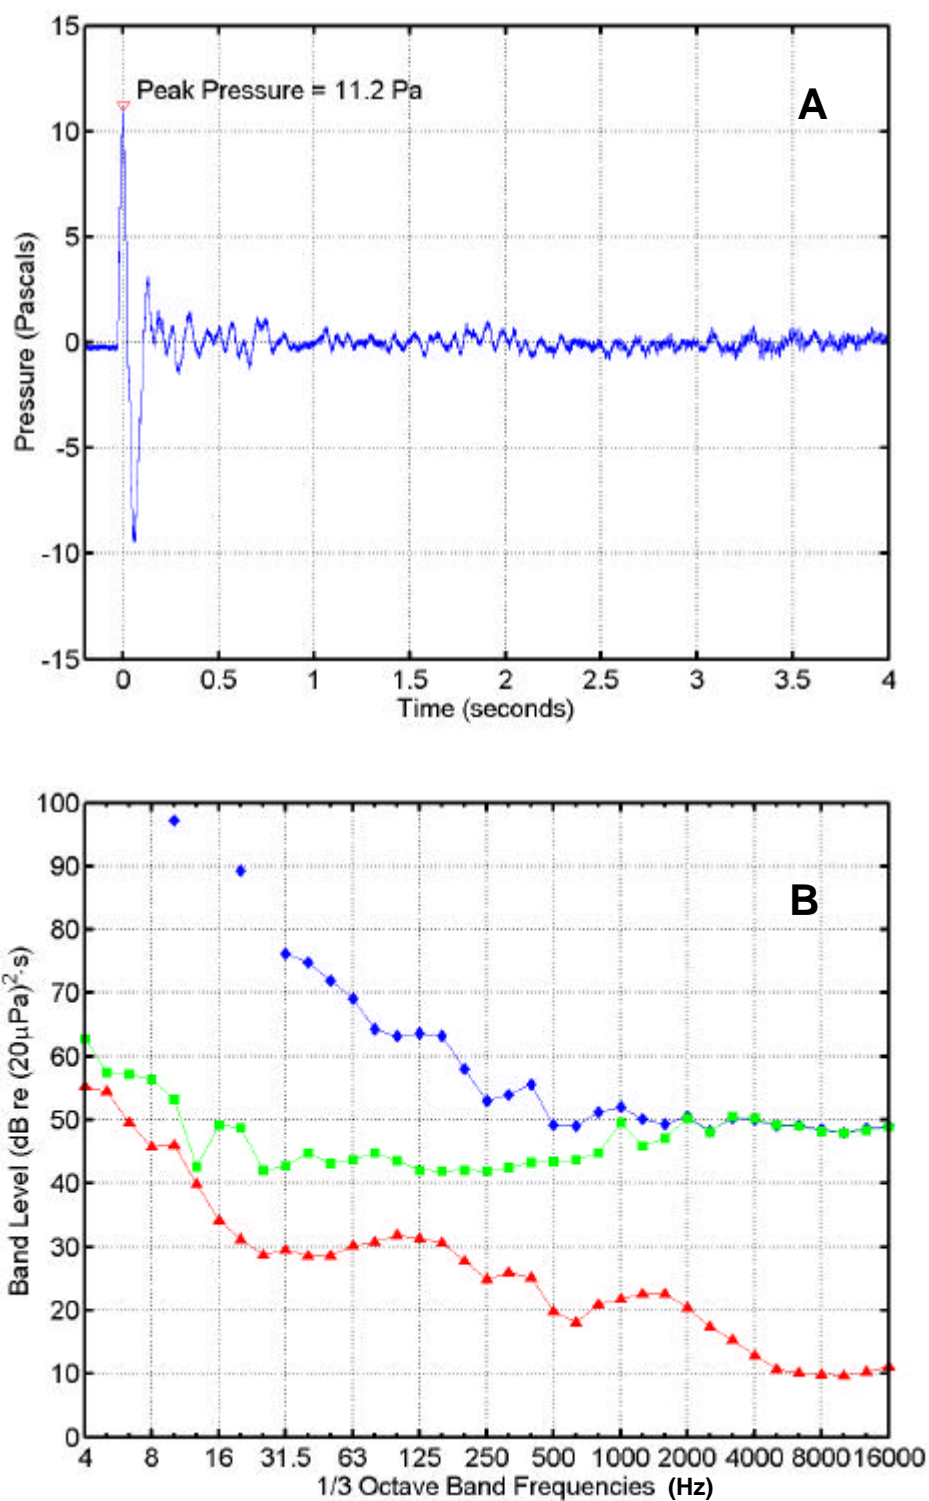 15
Peak Pressure = 11.2 Pa
A
10
5
0
-5
-10
-15
Pressure (Pascals)
0 0.5 1 1.5 2 2.5 3 3.5 4
Time (seconds)
100
90
B
80
70
60
50
40
30
20
10
0
Band Level (dB re (20μPa)²·s)
4 8 16 31.5 63 125 250 500 1000 2000 4000 8000 16000
1/3 Octave Band Frequencies (Hz)